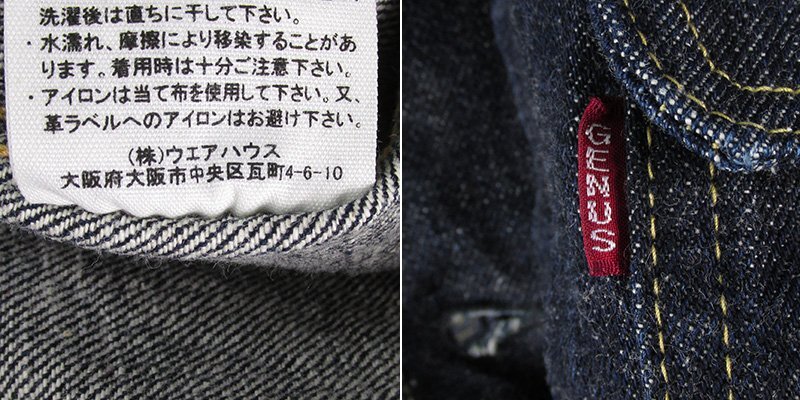 洗濯後は直ちに干して下さい。
・水濡れ、摩擦により移染することがあ
ります。着用時は十分ご注意下さい。
・アイロンは当て布を使用して下さい。又、
革ラベルへのアイロンはお避け下さい。
(株)ウエアハウス
大阪府大阪市中央区瓦町4-6-10
GENUS